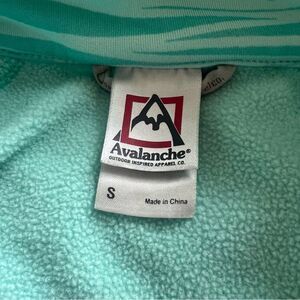 Avalanche®
OUTDOOR INSPIRED APPAREL CO.
S
Made in China